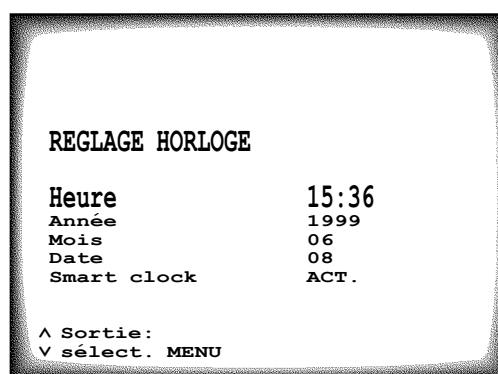 REGLAGE HORLOGE
Heure 15:36
Année 1999
Mois 06
Date 08
Smart clock ACT.
∧ Sortie:
∨ sélect. MENU